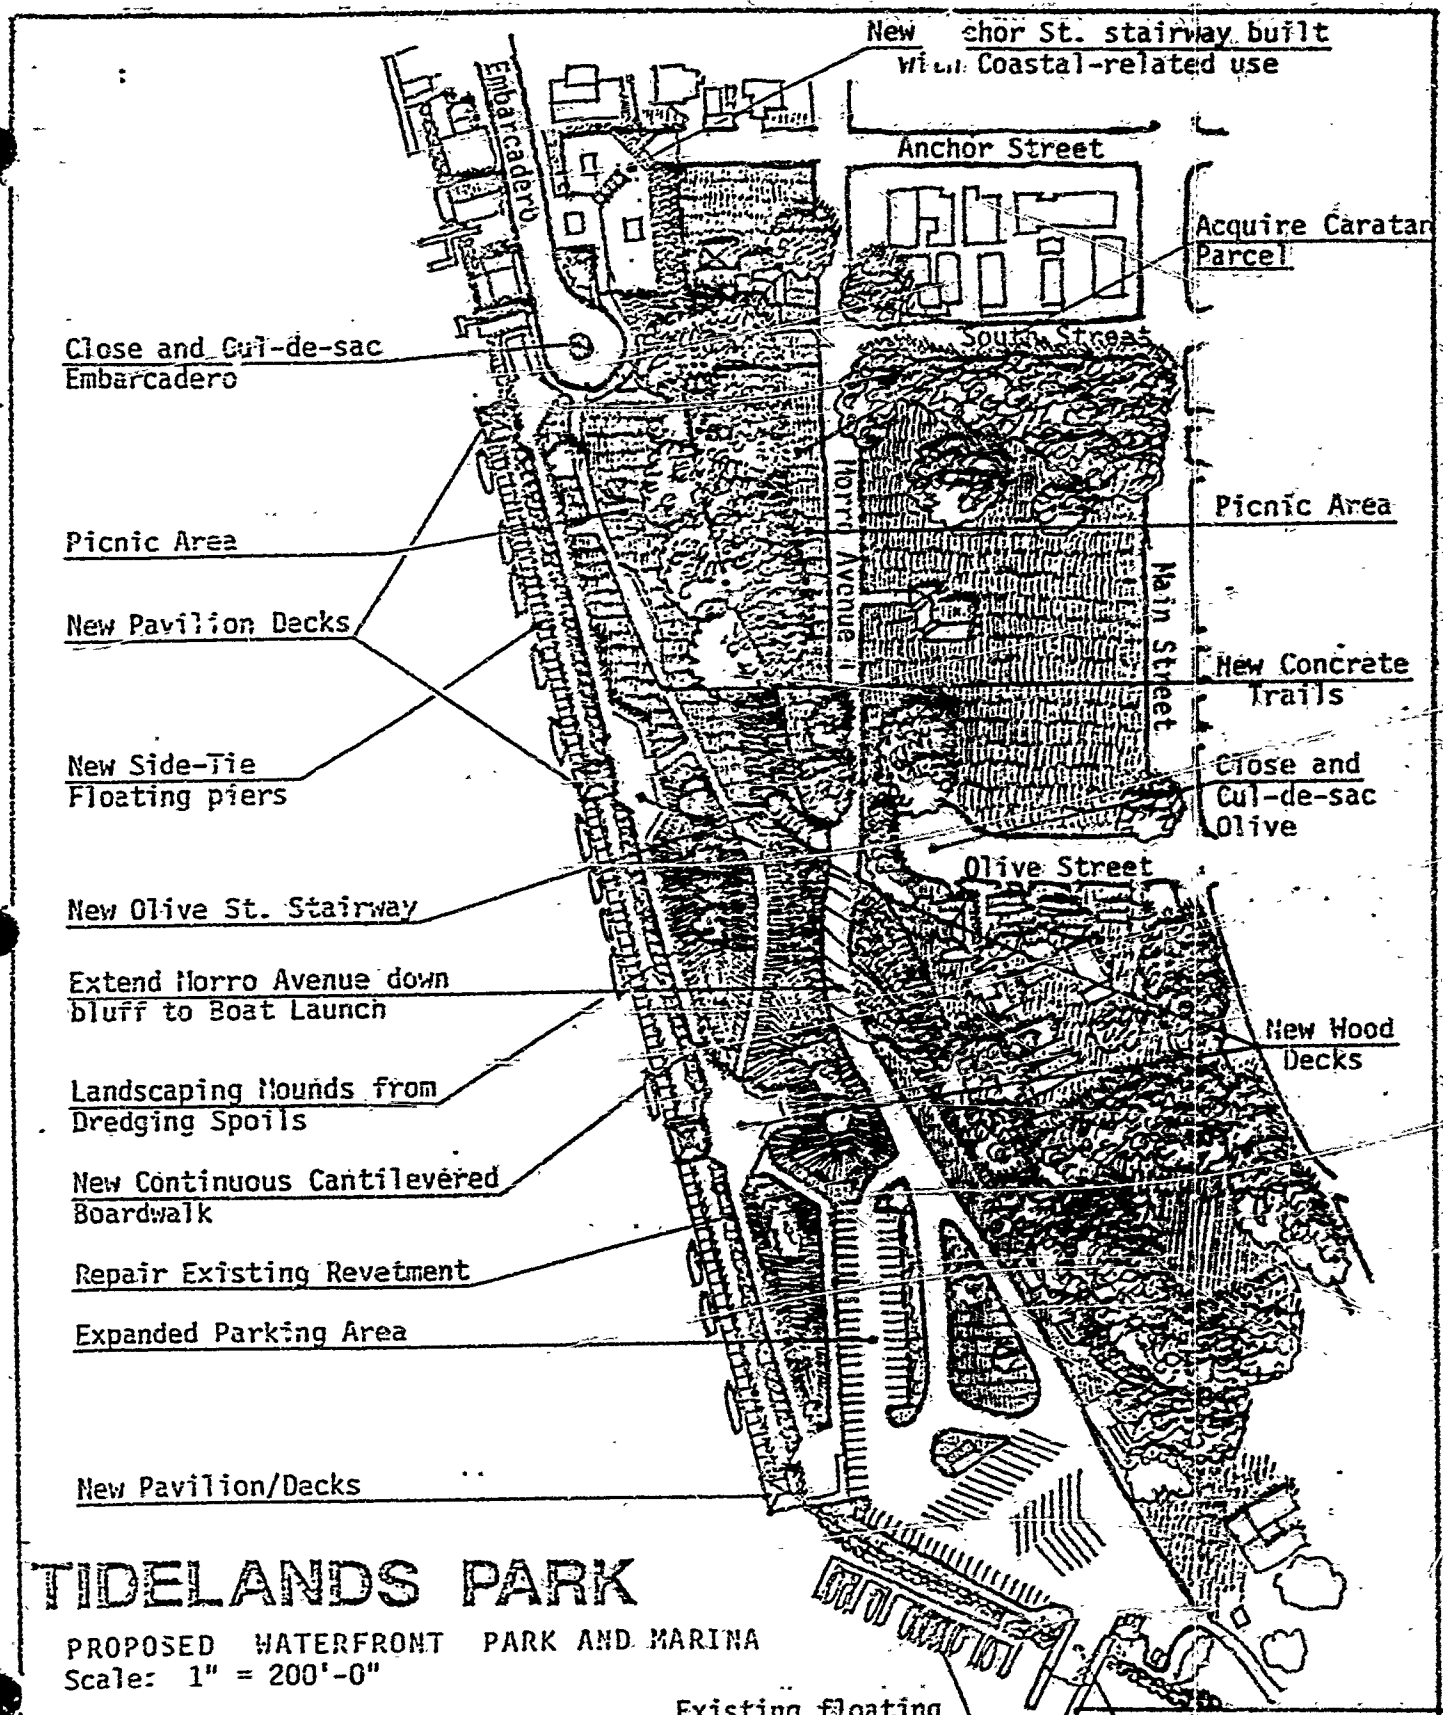 New chor St. stairway built
with Coastal-related use
Embarcadero
Anchor Street
Acquire Caratan
Parcel
South Street
Close and Cul-de-sac
Embarcadero
Picnic Area
Picnic Area
Morro Avenue
Main Street
New Pavilion Decks
New Concrete
Trails
New Side-Tie
Floating piers
Close and
Cul-de-sac
Olive
Olive Street
New Olive St. Stairway
Extend Morro Avenue down
bluff to Boat Launch
New Wood
Decks
Landscaping Mounds from
Dredging Spoils
New Continuous Cantilevered
Boardwalk
Repair Existing Revetment
Expanded Parking Area
New Pavilion/Decks
TIDELANDS PARK
PROPOSED WATERFRONT PARK AND MARINA
Scale: 1" = 200'-0"
Existing floating